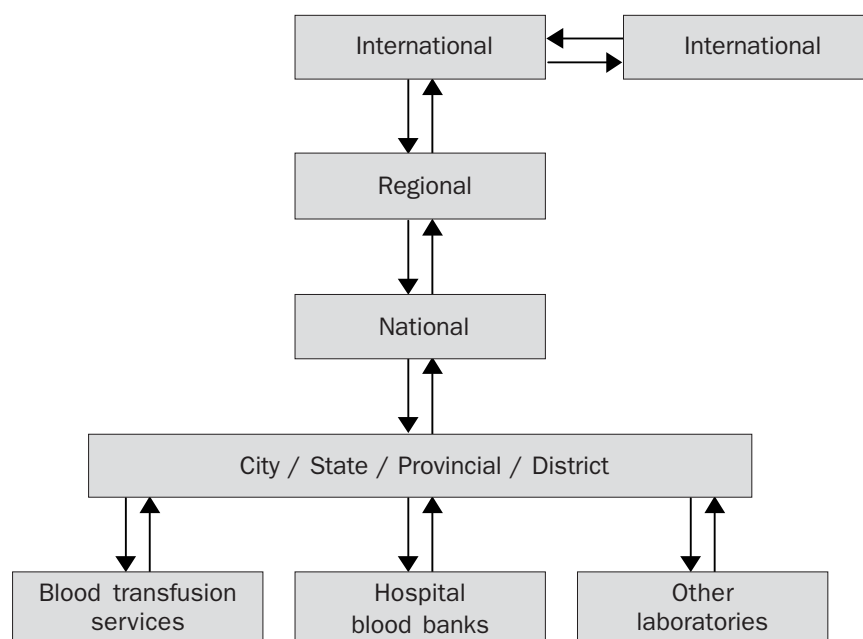 International
International
Regional
National
City / State / Provincial / District
Blood transfusion
services
Hospital
blood banks
Other
laboratories